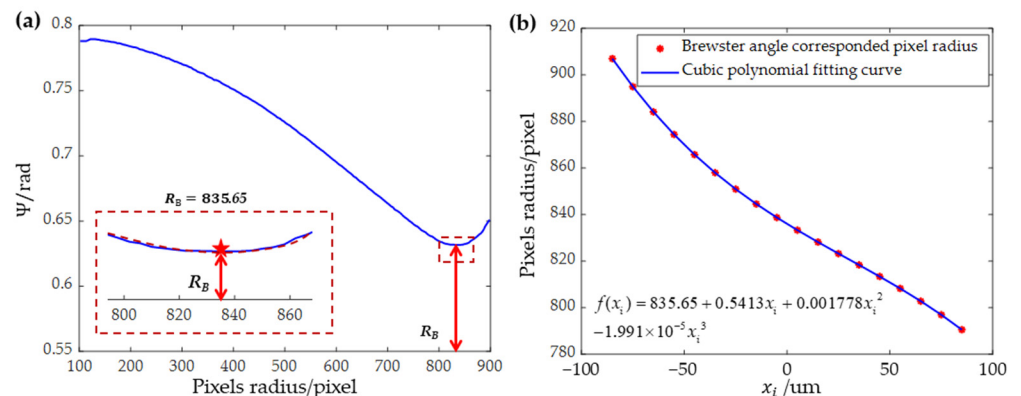 (a)
0.8
0.75
0.7
0.65
0.6
0.55
Ψ/rad
R_B = 835.65
R_B
800 820 840 860
R_B
100 200 300 400 500 600 700 800 900
Pixels radius/pixel
(b)
920
900
880
860
840
820
800
780
Pixels radius/pixel
Brewster angle corresponded pixel radius
Cubic polynomial fitting curve
f(x_i) = 835.65 + 0.5413x_i + 0.001778x_i^2
−1.991×10^-5 x_i^3
−100 −50 0 50 100
x_i /um